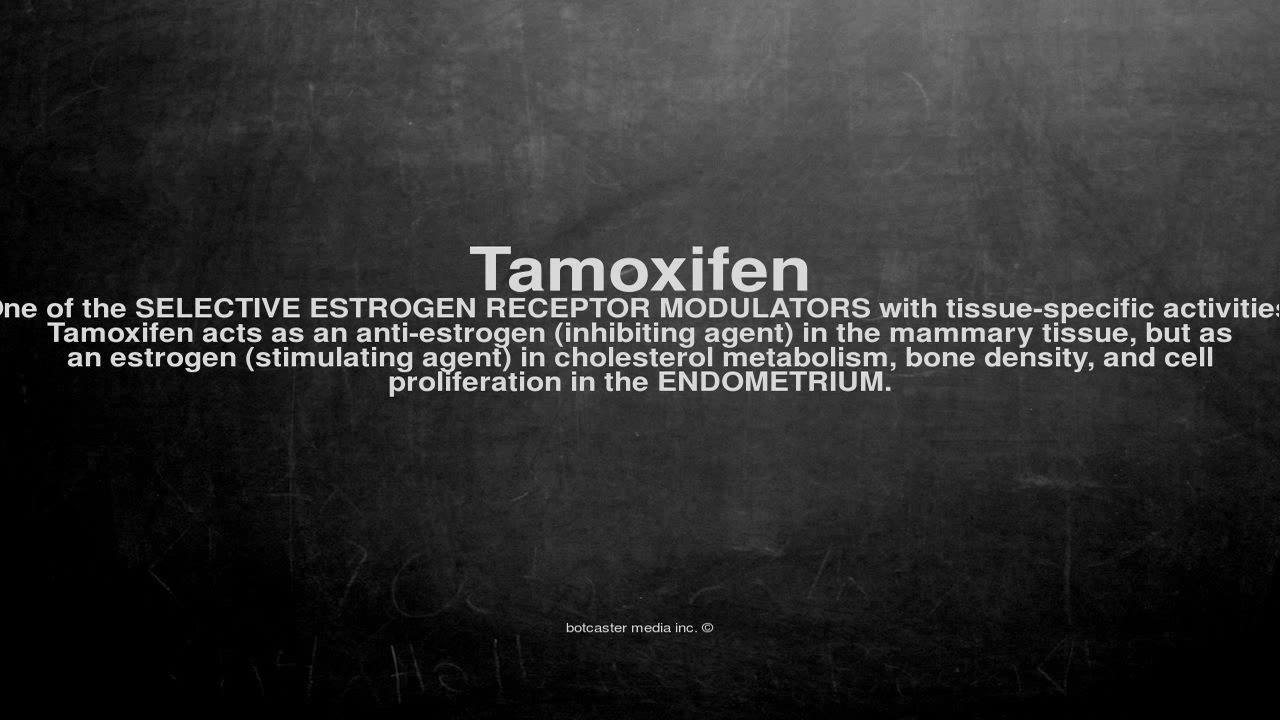 Tamoxifen
One of the SELECTIVE ESTROGEN RECEPTOR MODULATORS with tissue-specific activities
Tamoxifen acts as an anti-estrogen (inhibiting agent) in the mammary tissue, but as
an estrogen (stimulating agent) in cholesterol metabolism, bone density, and cell
proliferation in the ENDOMETRIUM.
botcaster media inc. ©